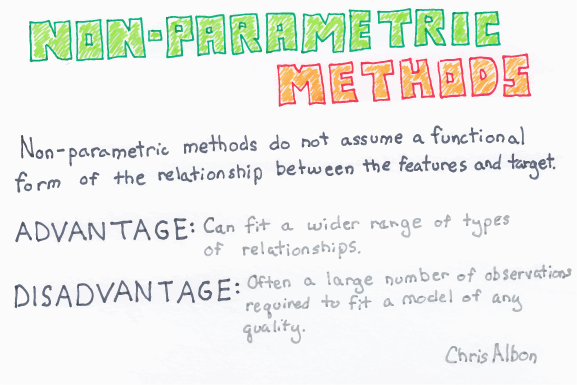 NON-PARAMETRIC
METHODS
Non-parametric methods do not assume a functional
form of the relationship between the features and target.
ADVANTAGE: Can fit a wider range of types
of relationships.
DISADVANTAGE: Often a large number of observations
required to fit a model of any
quality.
Chris Albon